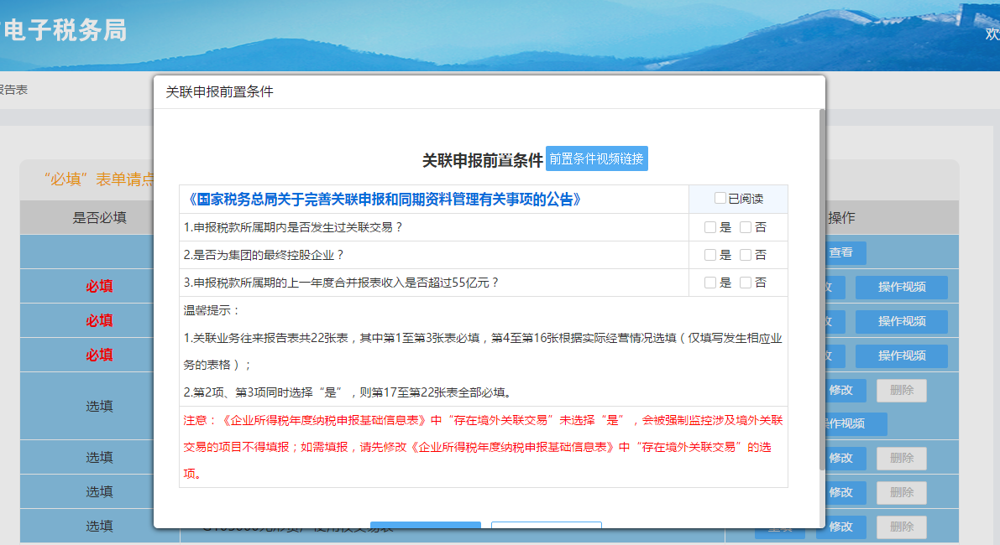 电子税务局
欢
报告表
关联申报前置条件
关联申报前置条件 前置条件视频链接
“必填”表单请点
《国家税务总局关于完善关联申报和同期资料管理有关事项的公告》 已阅读
是否必填 操作
1.申报税款所属期内是否发生过关联交易？ 是 否
查看
2.是否为集团的最终控股企业？ 是 否
3.申报税款所属期的上一年度合并报表收入是否超过55亿元？ 是 否
必填 改 操作视频
温馨提示：
必填 改 操作视频
1.关联业务往来报告表共22张表，其中第1至第3张表必填，第4至第16张根据实际经营情况选填（仅填写发生相应业
务的表格）；
必填 改 操作视频
2.第2项、第3项同时选择“是”，则第17至第22张表全部必填。
选填 修改 删除
操作视频
注意：《企业所得税年度纳税申报基础信息表》中“存在境外关联交易”未选择“是”，会被强制监控涉及境外关联
交易的项目不得填报；如需填报，请先修改《企业所得税年度纳税申报基础信息表》中“存在境外关联交易”的选
项。
选填 修改 删除
选填 修改 删除
选填 修改 删除